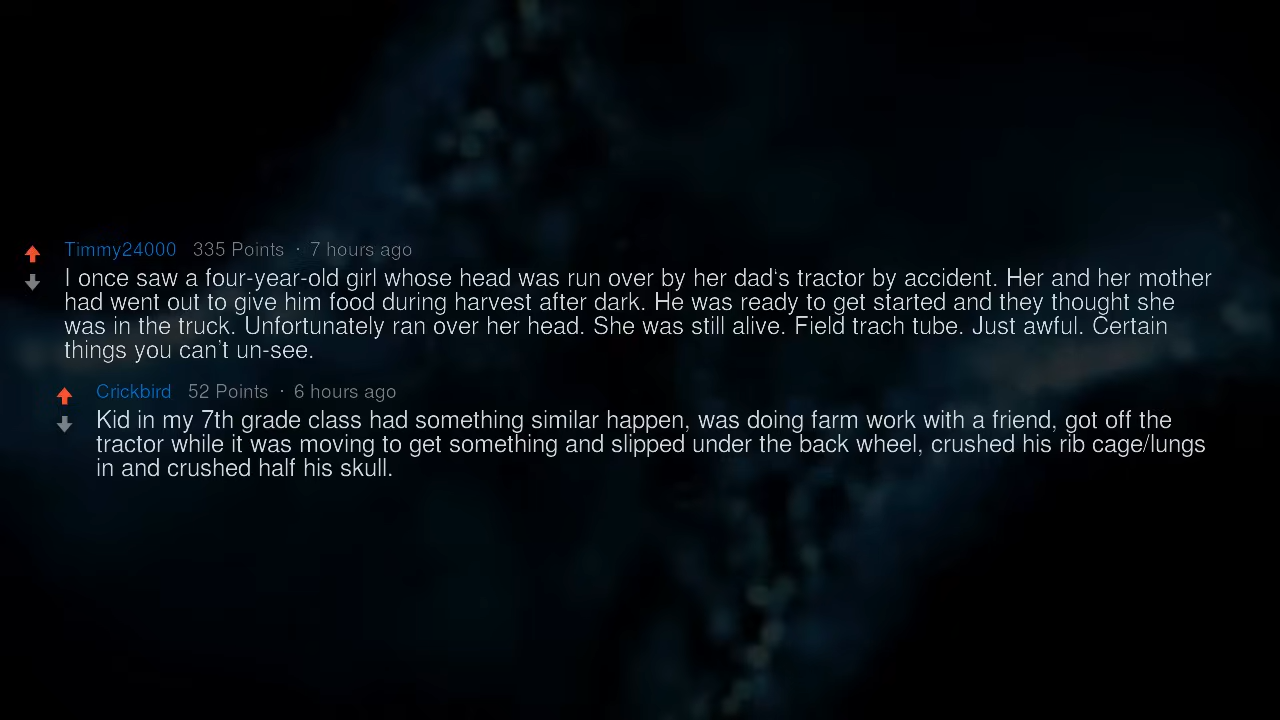 Timmy24000 335 Points · 7 hours ago
I once saw a four-year-old girl whose head was run over by her dad‘s tractor by accident. Her and her mother
had went out to give him food during harvest after dark. He was ready to get started and they thought she
was in the truck. Unfortunately ran over her head. She was still alive. Field trach tube. Just awful. Certain
things you can’t un-see.
Crickbird 52 Points · 6 hours ago
Kid in my 7th grade class had something similar happen, was doing farm work with a friend, got off the
tractor while it was moving to get something and slipped under the back wheel, crushed his rib cage/lungs
in and crushed half his skull.